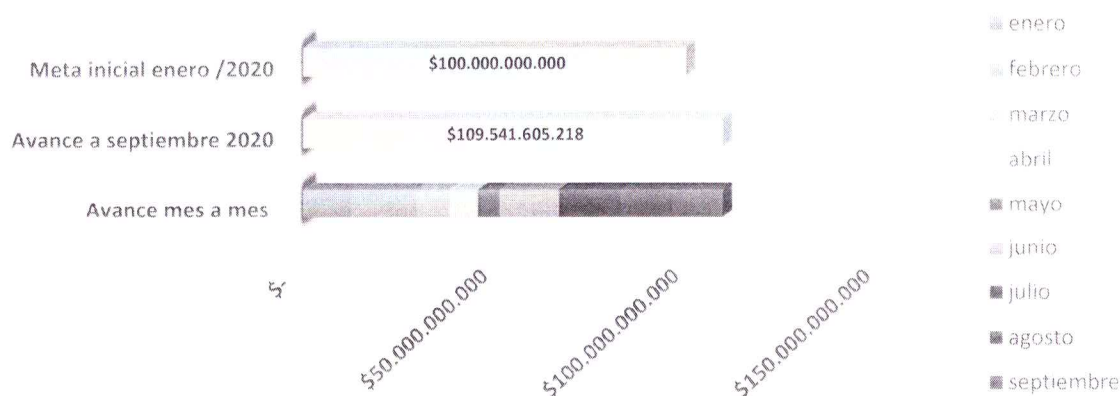 Meta inicial enero /2020
$100.000.000.000
Avance a septiembre 2020
$109.541.605.218
Avance mes a mes
$50.000.000.000
$100.000.000.000
$150.000.000.000
enero
febrero
marzo
abril
mayo
junio
julio
agosto
septiembre